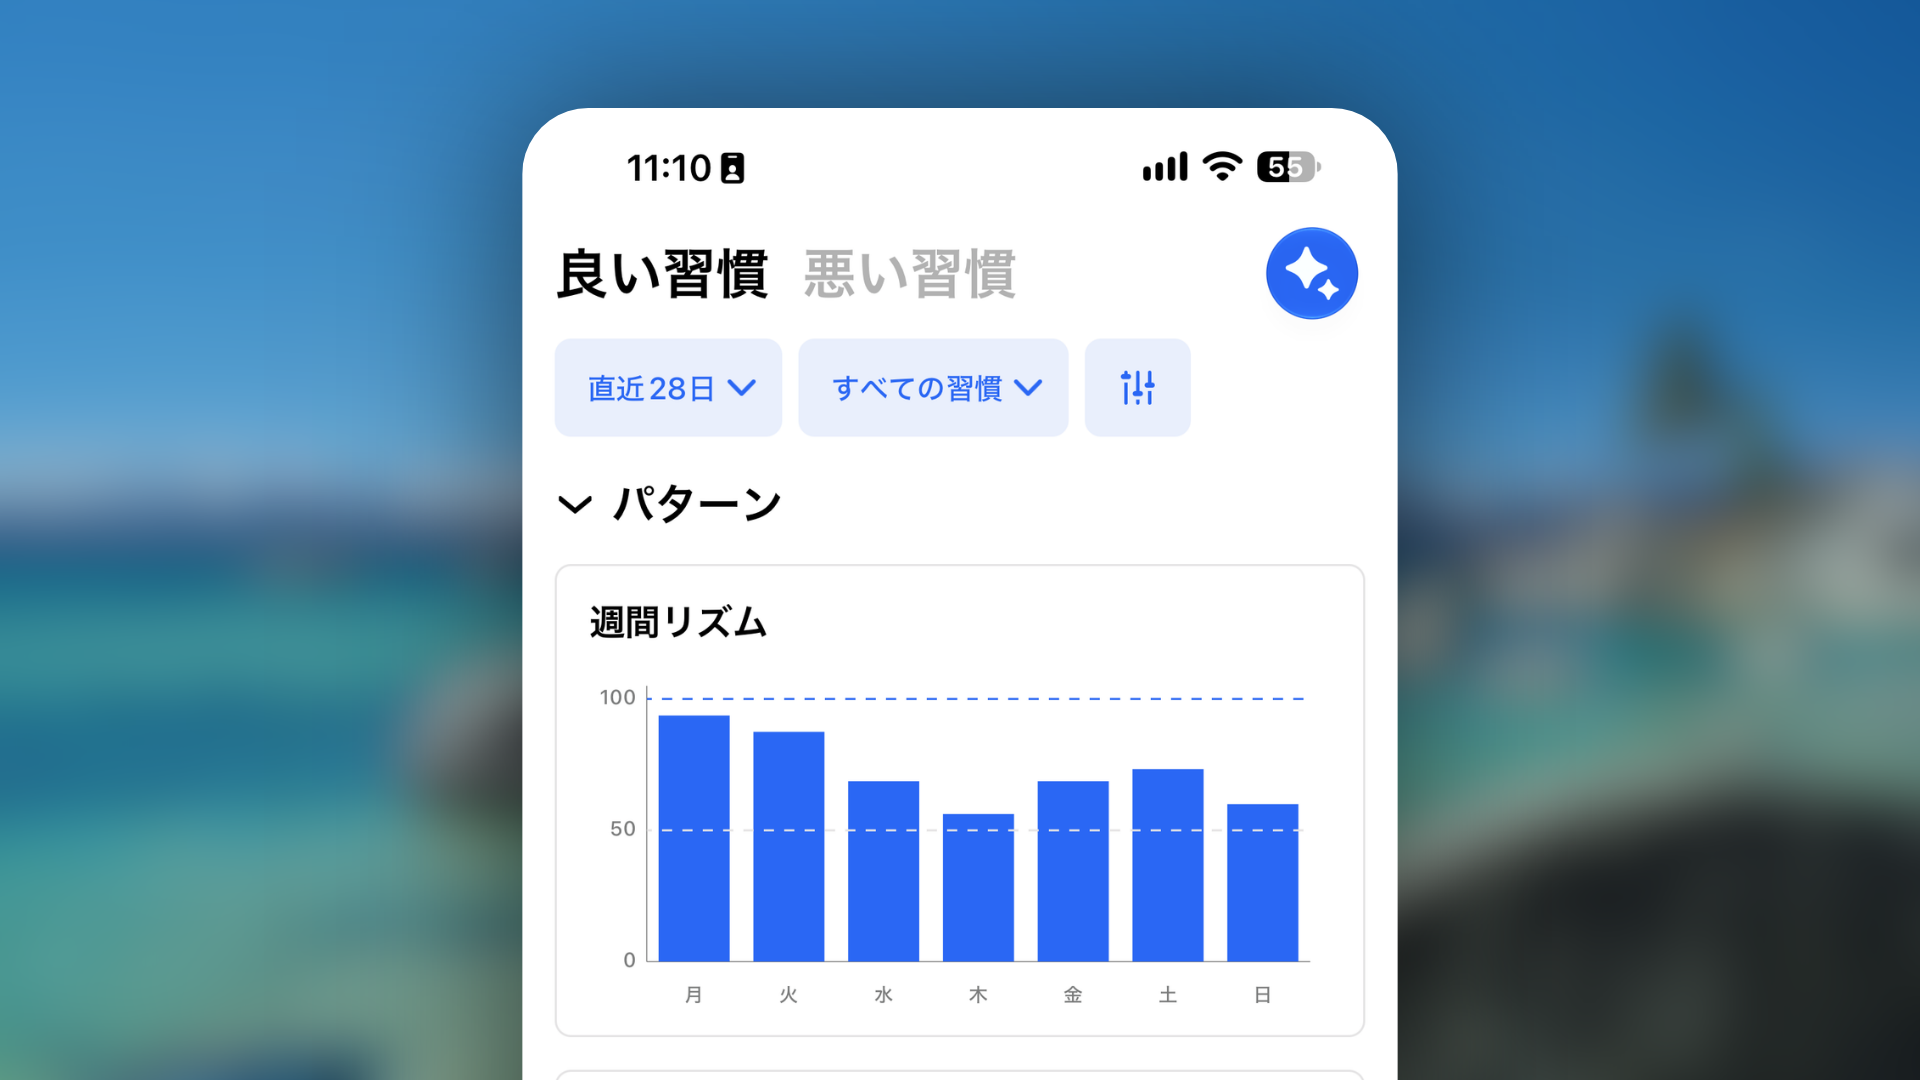 11:10
55
良い習慣 悪い習慣
直近28日 すべての習慣
パターン
週間リズム
100
50
0
月 火 水 木 金 土 日